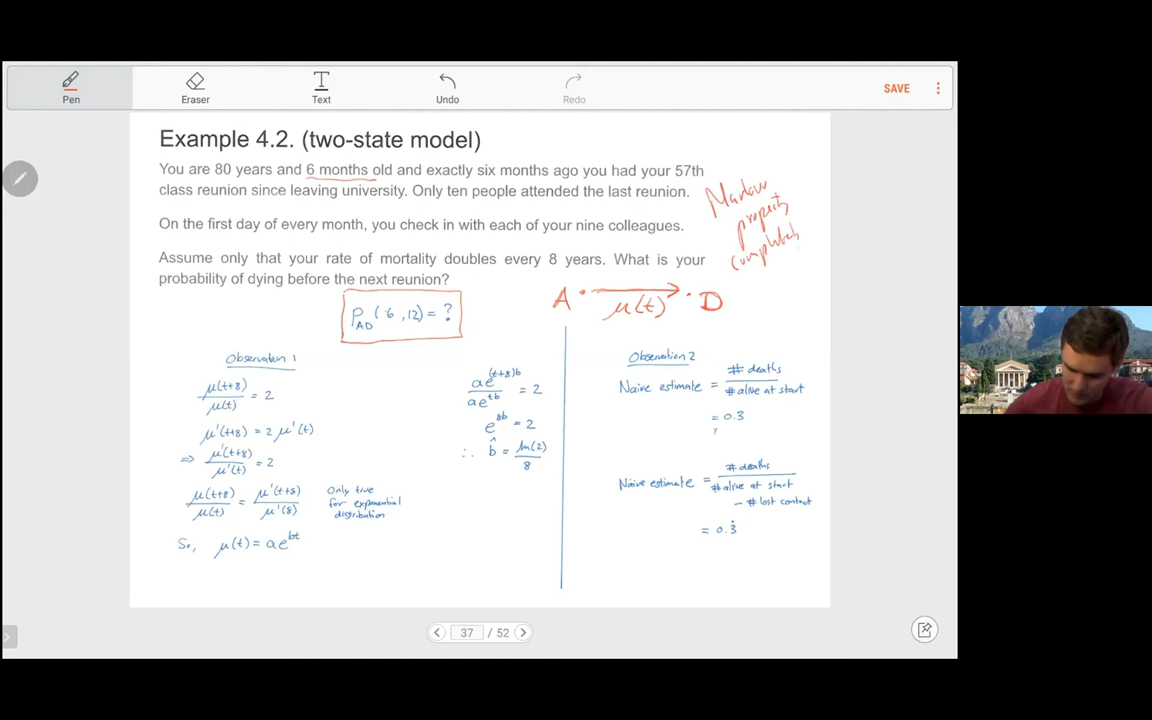 Pen
Eraser
Text
Undo
Redo
SAVE
Example 4.2. (two-state model)
You are 80 years and 6 months old and exactly six months ago you had your 57th
class reunion since leaving university. Only ten people attended the last reunion.
On the first day of every month, you check in with each of your nine colleagues.
Assume only that your rate of mortality doubles every 8 years. What is your
probability of dying before the next reunion?
Markov
property
completely
P_AD (6,12) = ?
A · → · D
μ(t)
Observation 1
μ(t+8)/μ(t) = 2
μ'(t+8) = 2μ'(t)
⇒ μ'(t+8)/μ'(t) = 2
μ(t+8)/μ(t) = μ'(t+8)/μ'(8)
Only true
for exponential
distribution
So, μ(t) = ae^bt
ae^(t+8)b/ae^tb = 2
e^8b = 2
∴ b̂ = ln(2)/8
Observation 2
Naive estimate = # deaths / # alive at start
= 0.3
?
Naive estimate = # deaths / # alive at start
- # lost contact
= 0.3̇
37 / 52